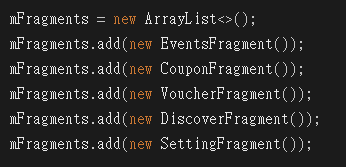 mFragments = new ArrayList<>();
mFragments.add(new EventsFragment());
mFragments.add(new CouponFragment());
mFragments.add(new VoucherFragment());
mFragments.add(new DiscoverFragment());
mFragments.add(new SettingFragment());